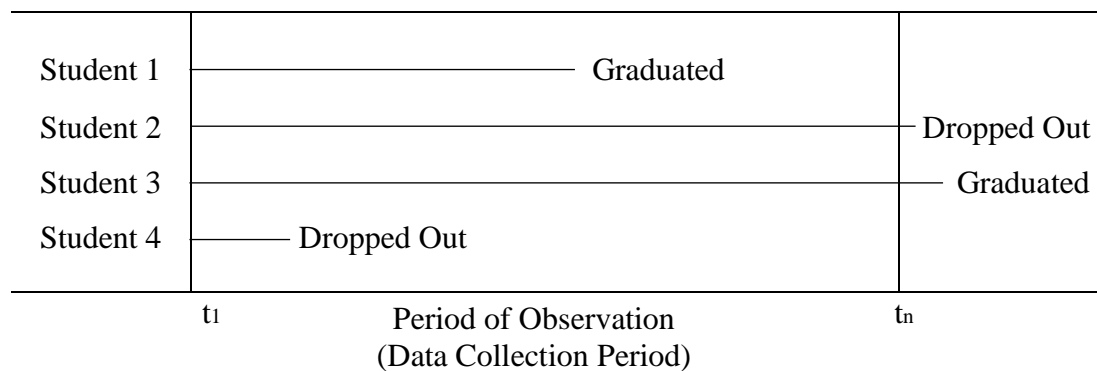 Student 1 Graduated
Student 2 Dropped Out
Student 3 Graduated
Student 4 Dropped Out
t1 Period of Observation tn
(Data Collection Period)